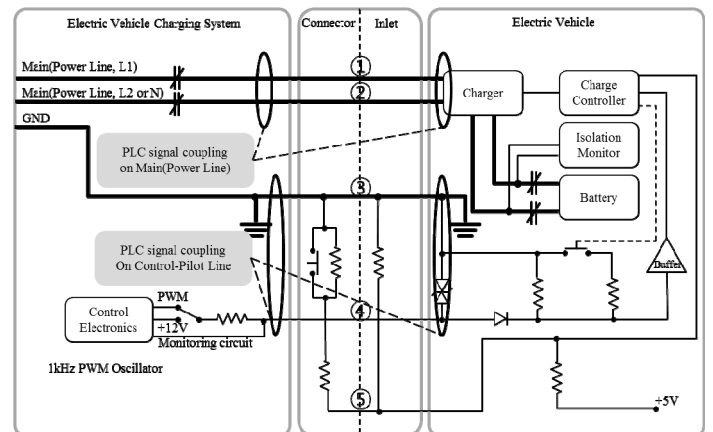 Electric Vehicle Charging System
Connector
Inlet
Electric Vehicle
Main(Power Line, L1)
Main(Power Line, L2 or N)
GND
①
②
③
④
⑤
PLC signal coupling
on Main(Power Line)
PLC signal coupling
On Control-Pilot Line
Control
Electronics
PWM
+12V
Monitoring circuit
1kHz PWM Oscillator
Charger
Charge
Controller
Isolation
Monitor
Battery
Buffer
+5V